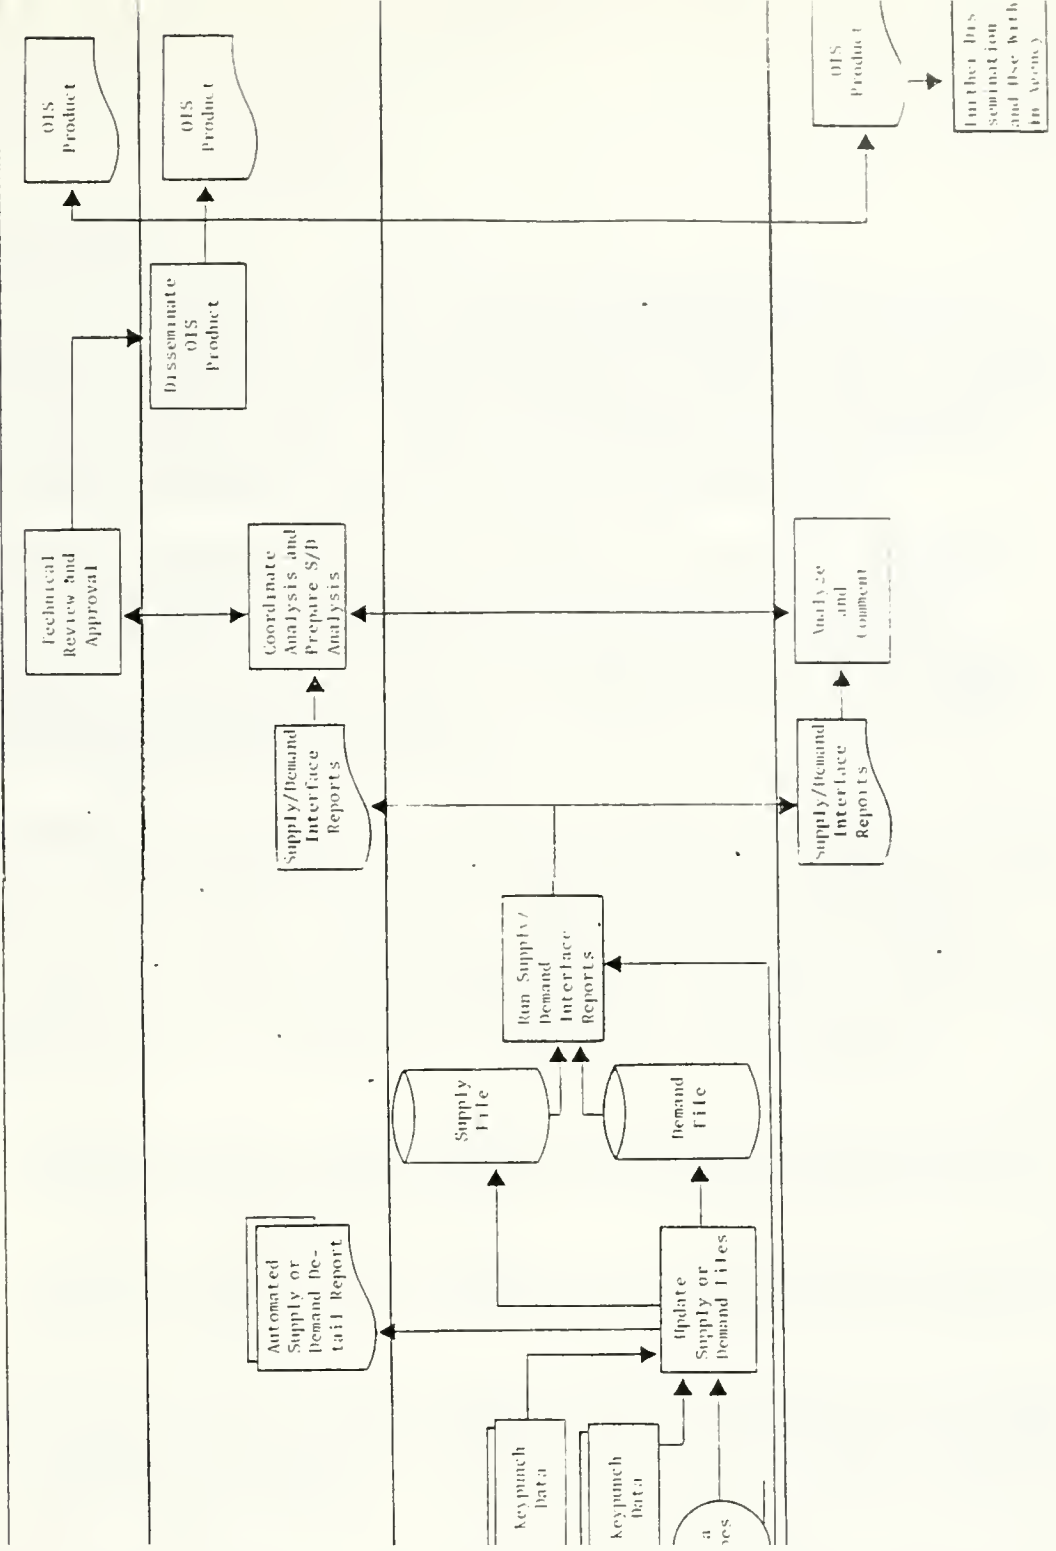 OIS
Product
OIS
Product
OIS
Product
Further Dis
semination
and Use With
in Agency
Disseminate
OIS
Product
Technical
Review and
Approval
Coordinate
Analysis and
Prepare S/D
Analysis
Analyze
and
Comment
Supply/Demand
Interface
Reports
Supply/Demand
Interface
Reports
Run Supply/
Demand
Interface
Reports
Supply
File
Demand
File
Automated
Supply or
Demand De-
tail Report
Update
Supply or
Demand Files
Keypunch
Data
Keypunch
Data
a